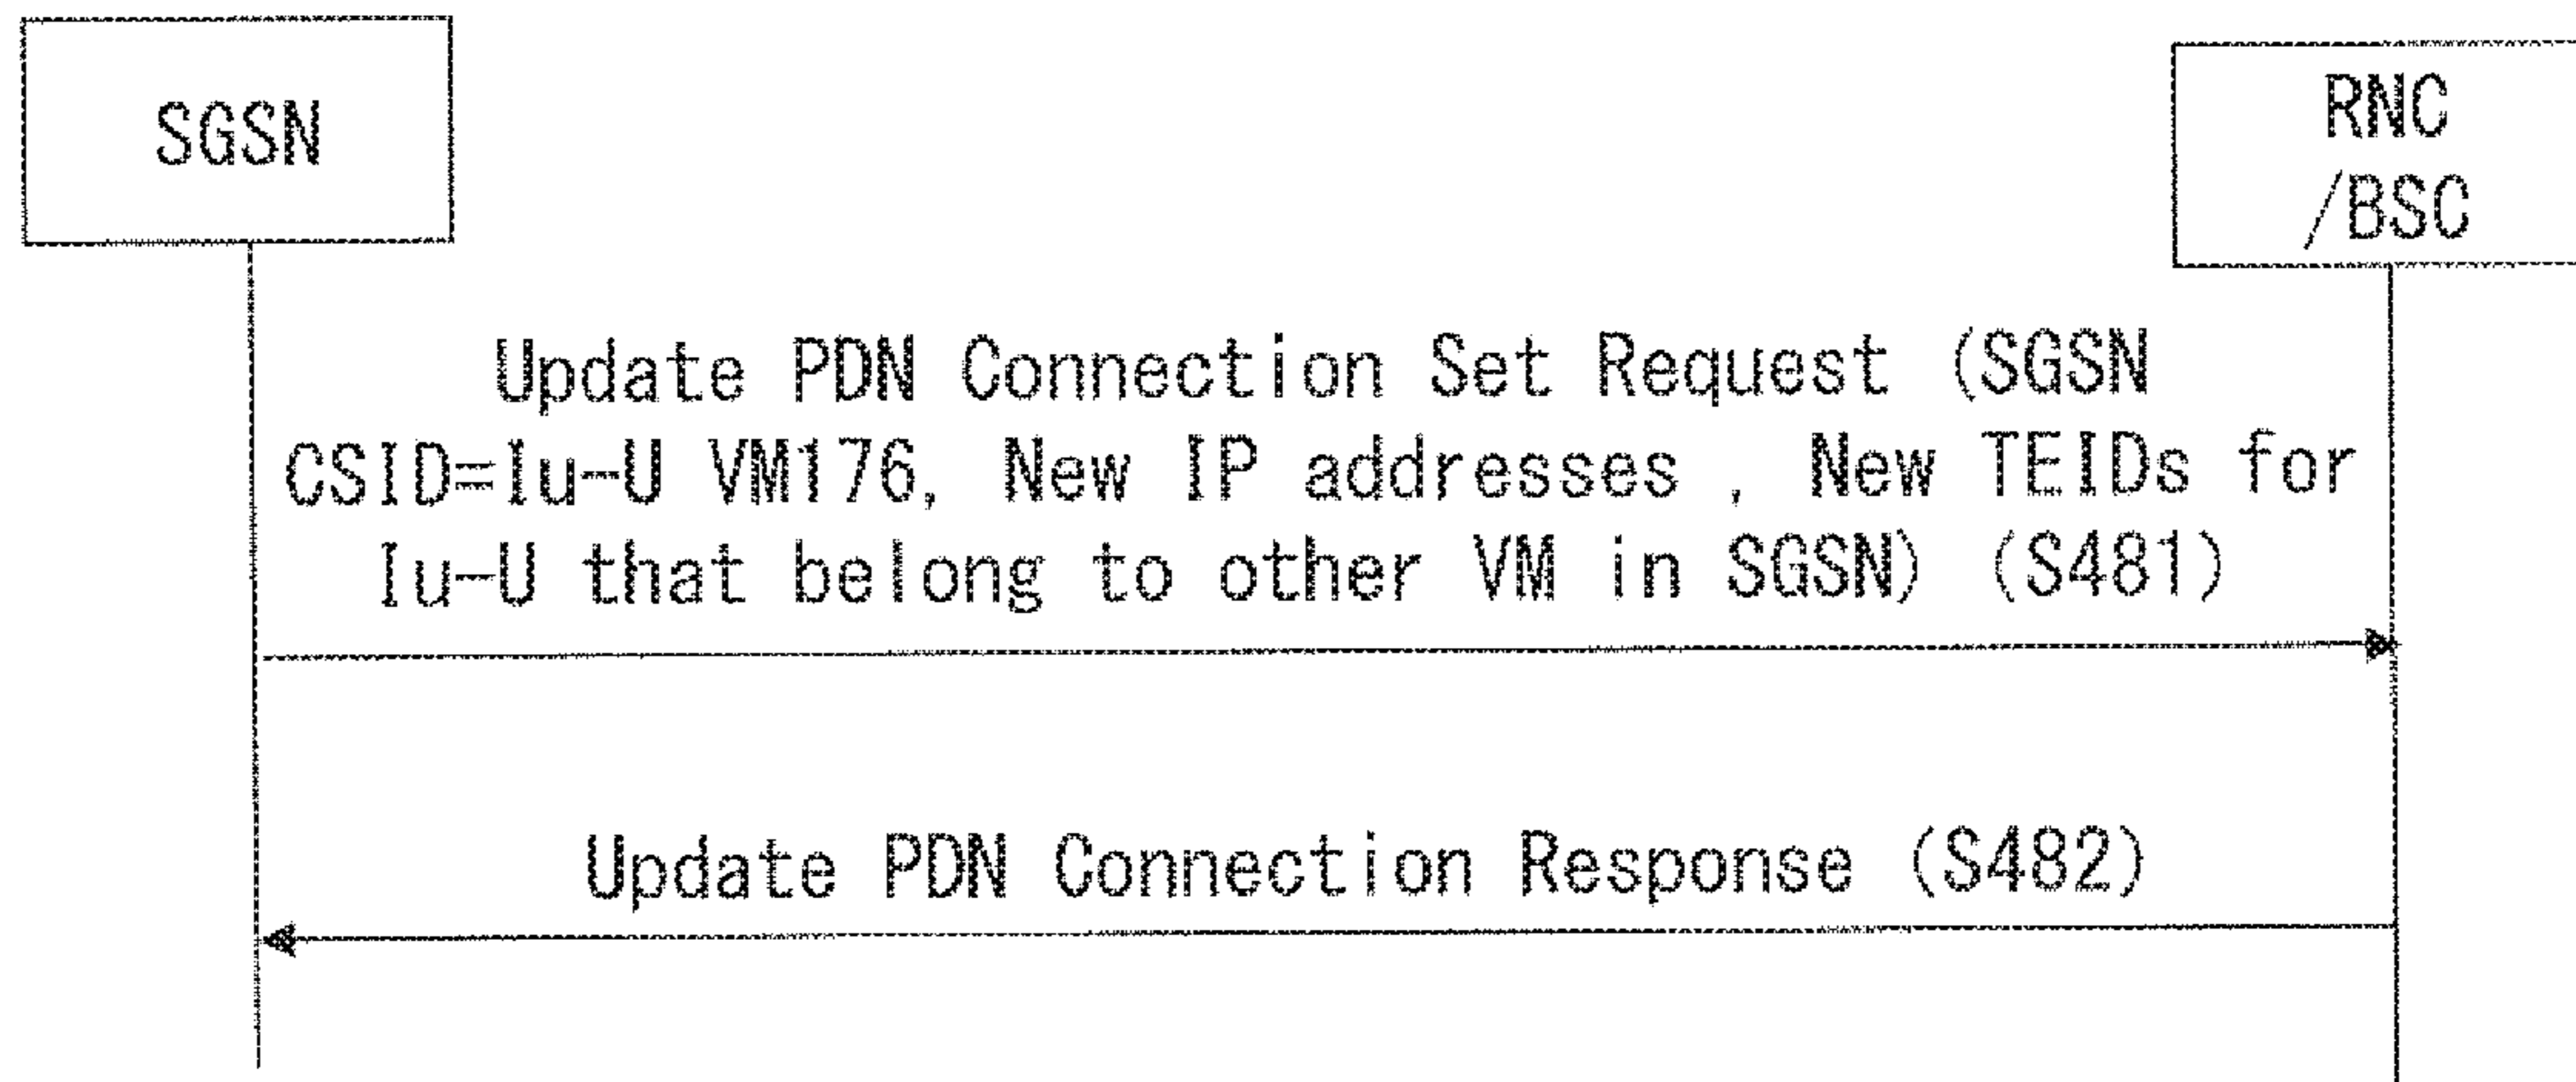 SGSN
RNC
/BSC
Update PDN Connection Set Request (SGSN
CSID=Iu-U VM176, New IP addresses , New TEIDs for
Iu-U that belong to other VM in SGSN) (S481)
Update PDN Connection Response (S482)